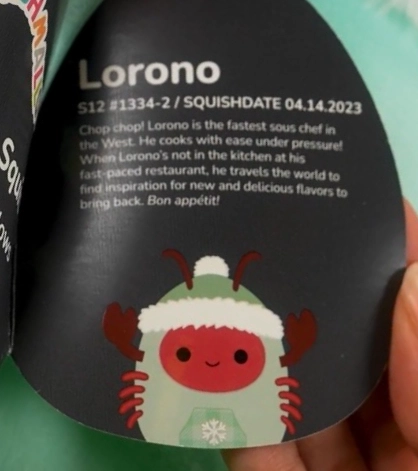 Lorono
S12 #1334-2 / SQUISHDATE 04.14.2023
Chop chop! Lorono is the fastest sous chef in
the West. He cooks with ease under pressure!
When Lorono's not in the kitchen at his
fast-paced restaurant, he travels the world to
find inspiration for new and delicious flavors to
bring back. Bon appétit!